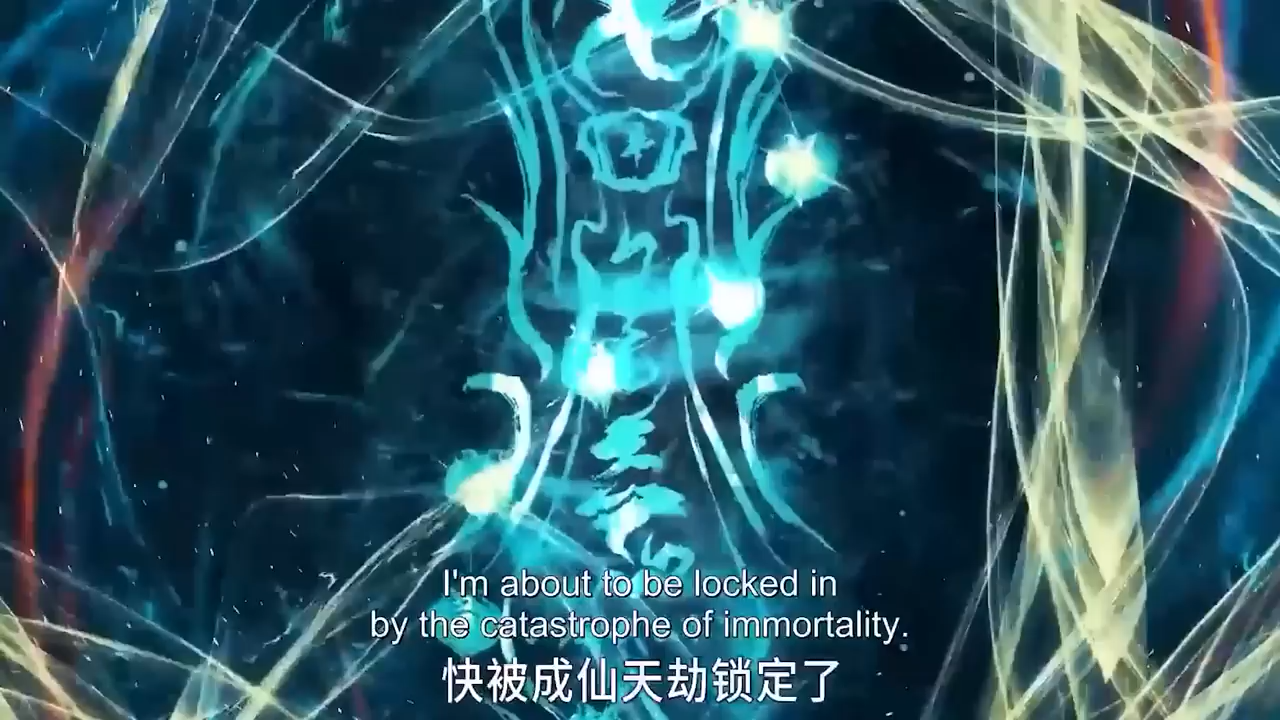 I'm about to be locked in
by the catastrophe of immortality.
快被成仙天劫锁定了